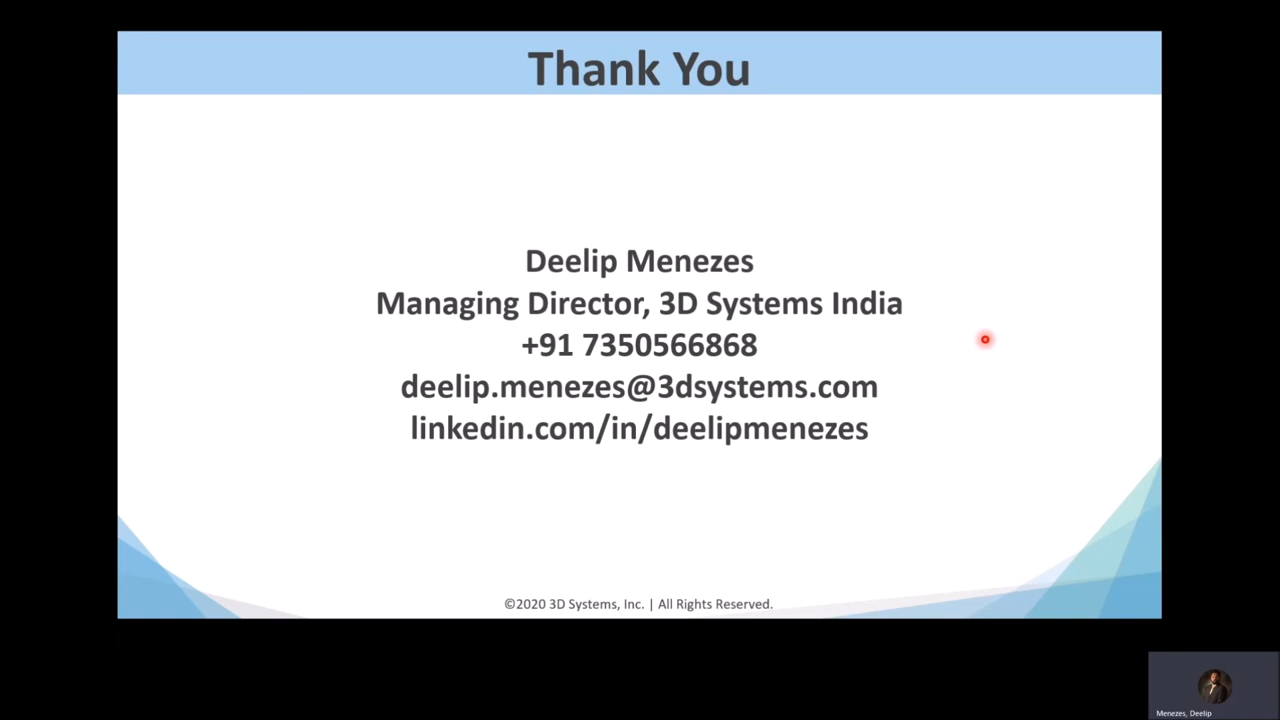 Thank You
Deelip Menezes
Managing Director, 3D Systems India
+91 7350566868
deelip.menezes@3dsystems.com
linkedin.com/in/deelipmenezes
©2020 3D Systems, Inc. | All Rights Reserved.
Menezes, Deelip